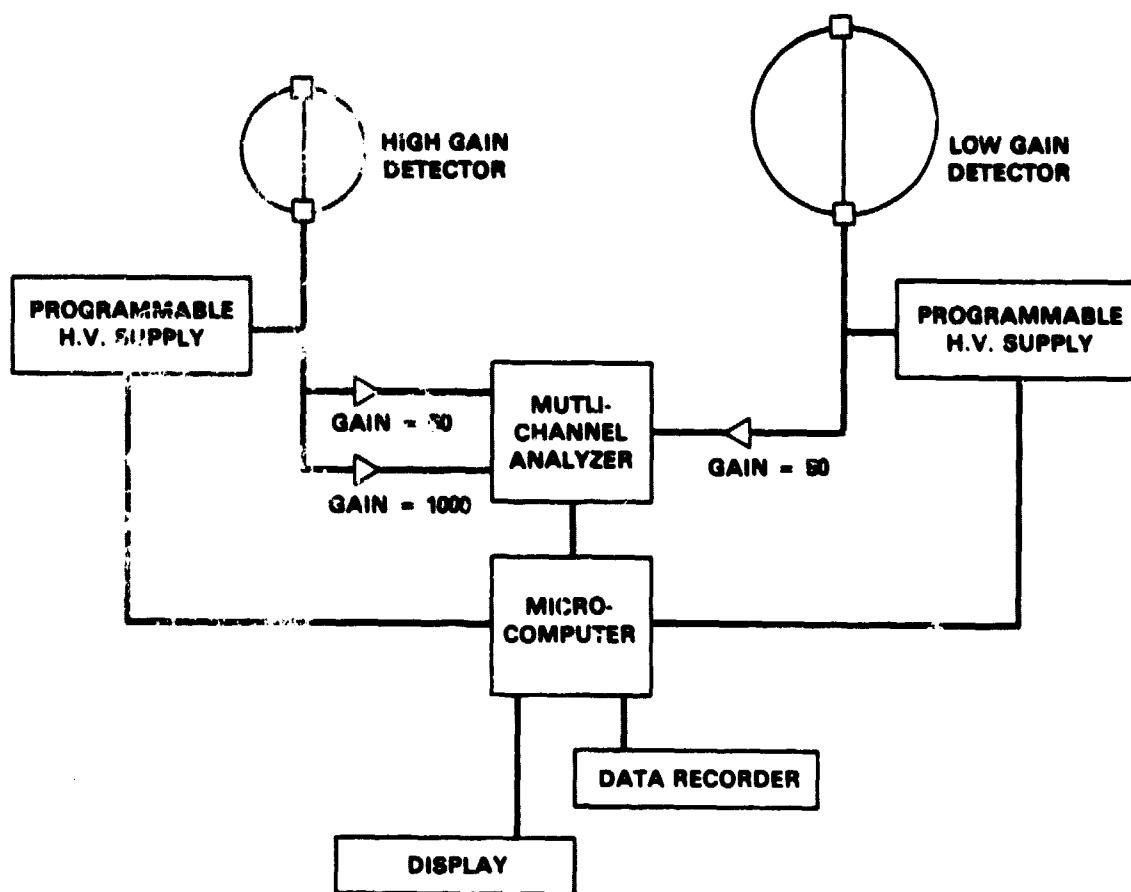 HIGH GAIN
DETECTOR
LOW GAIN
DETECTOR
PROGRAMMABLE
H.V. SUPPLY
PROGRAMMABLE
H.V. SUPPLY
MUTLI-
CHANNEL
ANALYZER
GAIN = 50
GAIN = 50
GAIN = 1000
MICRO-
COMPUTER
DATA RECORDER
DISPLAY